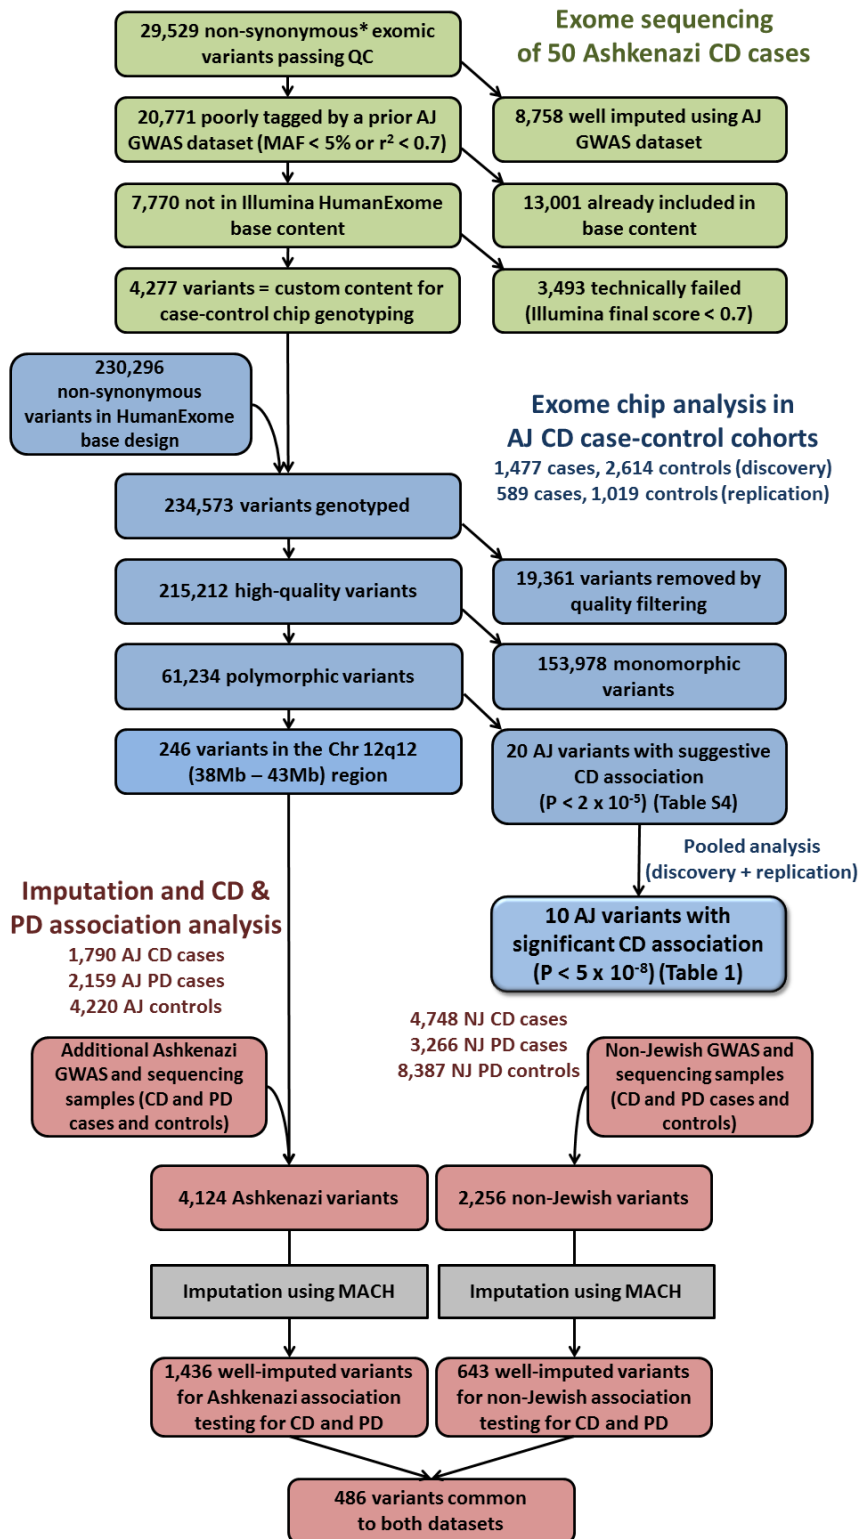 Exome sequencing
of 50 Ashkenazi CD cases
29,529 non-synonymous* exomic
variants passing QC
20,771 poorly tagged by a prior AJ
GWAS dataset (MAF < 5% or r² < 0.7)
8,758 well imputed using AJ
GWAS dataset
7,770 not in Illumina HumanExome
base content
13,001 already included in
base content
4,277 variants = custom content for
case-control chip genotyping
3,493 technically failed
(Illumina final score < 0.7)
230,296
non-synonymous
variants in HumanExome
base design
Exome chip analysis in
AJ CD case-control cohorts
1,477 cases, 2,614 controls (discovery)
589 cases, 1,019 controls (replication)
234,573 variants genotyped
215,212 high-quality variants
19,361 variants removed by
quality filtering
61,234 polymorphic variants
153,978 monomorphic
variants
246 variants in the Chr 12q12
(38Mb – 43Mb) region
20 AJ variants with suggestive
CD association
(P < 2 x 10⁻⁵) (Table S4)
Pooled analysis
(discovery + replication)
10 AJ variants with
significant CD association
(P < 5 x 10⁻⁸) (Table 1)
Imputation and CD &
PD association analysis
1,790 AJ CD cases
2,159 AJ PD cases
4,220 AJ controls
4,748 NJ CD cases
3,266 NJ PD cases
8,387 NJ PD controls
Additional Ashkenazi
GWAS and sequencing
samples (CD and PD
cases and controls)
Non-Jewish GWAS and
sequencing samples
(CD and PD cases and
controls)
4,124 Ashkenazi variants
2,256 non-Jewish variants
Imputation using MACH
Imputation using MACH
1,436 well-imputed variants
for Ashkenazi association
testing for CD and PD
643 well-imputed variants
for non-Jewish association
testing for CD and PD
486 variants common
to both datasets